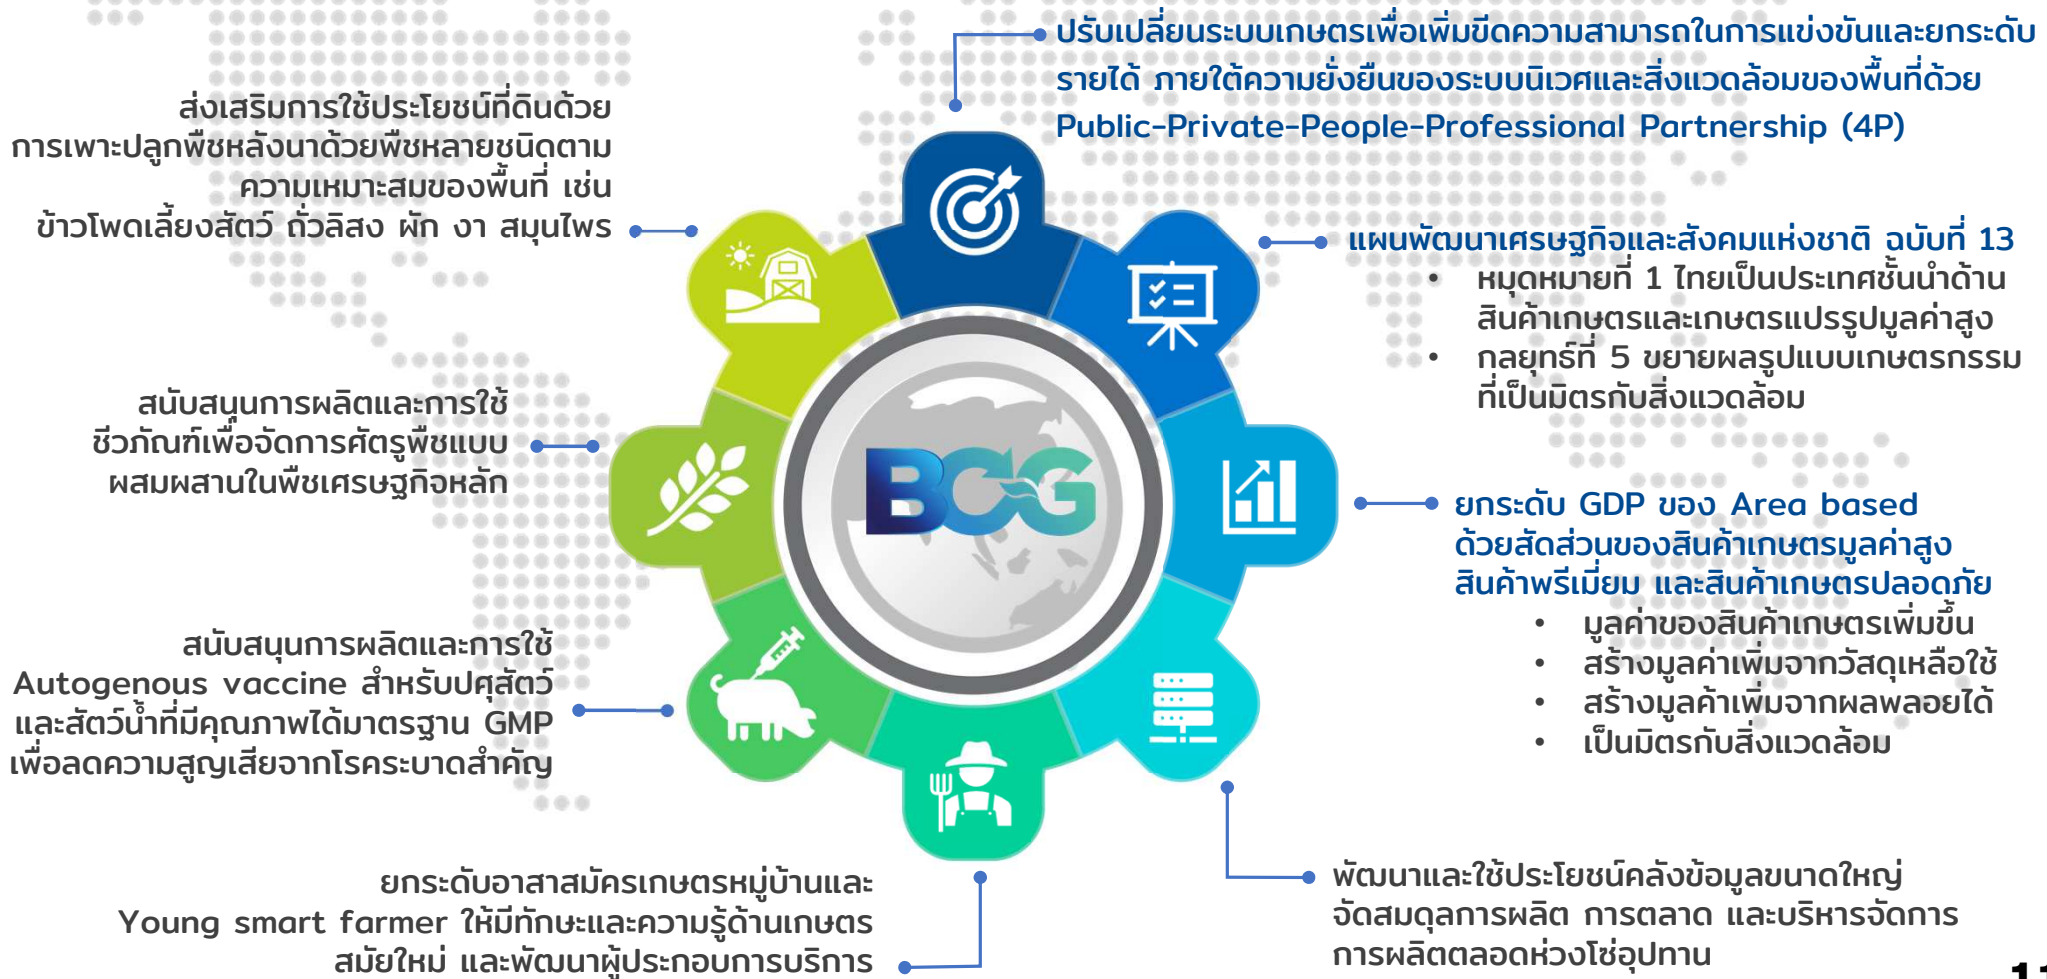 ปรับเปลี่ยนระบบเกษตรเพื่อเพิ่มขีดความสามารถในการแข่งขันและยกระดับ
รายได้ ภายใต้ความยั่งยืนของระบบนิเวศและสิ่งแวดล้อมของพื้นที่ด้วย
Public-Private-People-Professional Partnership (4P)
แผนพัฒนาเศรษฐกิจและสังคมแห่งชาติ ฉบับที่ 13
• หมุดหมายที่ 1 ไทยเป็นประเทศชั้นนำด้าน
สินค้าเกษตรและเกษตรแปรรูปมูลค่าสูง
• กลยุทธ์ที่ 5 ขยายผลรูปแบบเกษตรกรรม
ที่เป็นมิตรกับสิ่งแวดล้อม
ยกระดับ GDP ของ Area based
ด้วยสัดส่วนของสินค้าเกษตรมูลค่าสูง
สินค้าพรีเมี่ยม และสินค้าเกษตรปลอดภัย
• มูลค่าของสินค้าเกษตรเพิ่มขึ้น
• สร้างมูลค่าเพิ่มจากวัสดุเหลือใช้
• สร้างมูลค้าเพิ่มจากผลพลอยได้
• เป็นมิตรกับสิ่งแวดล้อม
พัฒนาและใช้ประโยชน์คลังข้อมูลขนาดใหญ่
จัดสมดุลการผลิต การตลาด และบริหารจัดการ
การผลิตตลอดห่วงโซ่อุปทาน
ยกระดับอาสาสมัครเกษตรหมู่บ้านและ
Young smart farmer ให้มีทักษะและความรู้ด้านเกษตร
สมัยใหม่ และพัฒนาผู้ประกอบการบริการ
สนับสนุนการผลิตและการใช้
Autogenous vaccine สำหรับปศุสัตว์
และสัตว์น้ำที่มีคุณภาพได้มาตรฐาน GMP
เพื่อลดความสูญเสียจากโรคระบาดสำคัญ
สนับสนุนการผลิตและการใช้
ชีวภัณฑ์เพื่อจัดการศัตรูพืชแบบ
ผสมผสานในพืชเศรษฐกิจหลัก
ส่งเสริมการใช้ประโยชน์ที่ดินด้วย
การเพาะปลูกพืชหลังนาด้วยพืชหลายชนิดตาม
ความเหมาะสมของพื้นที่ เช่น
ข้าวโพดเลี้ยงสัตว์ ถั่วลิสง ผัก งา สมุนไพร
BCG